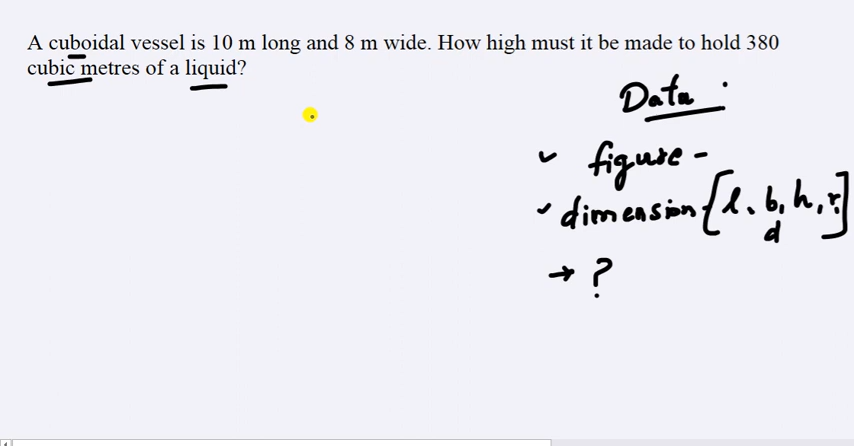 A cuboidal vessel is 10 m long and 8 m wide. How high must it be made to hold 380
cubic metres of a liquid?
Data :
✓ figure -
✓ dimension [l, b, h, r,]
d
→ ?